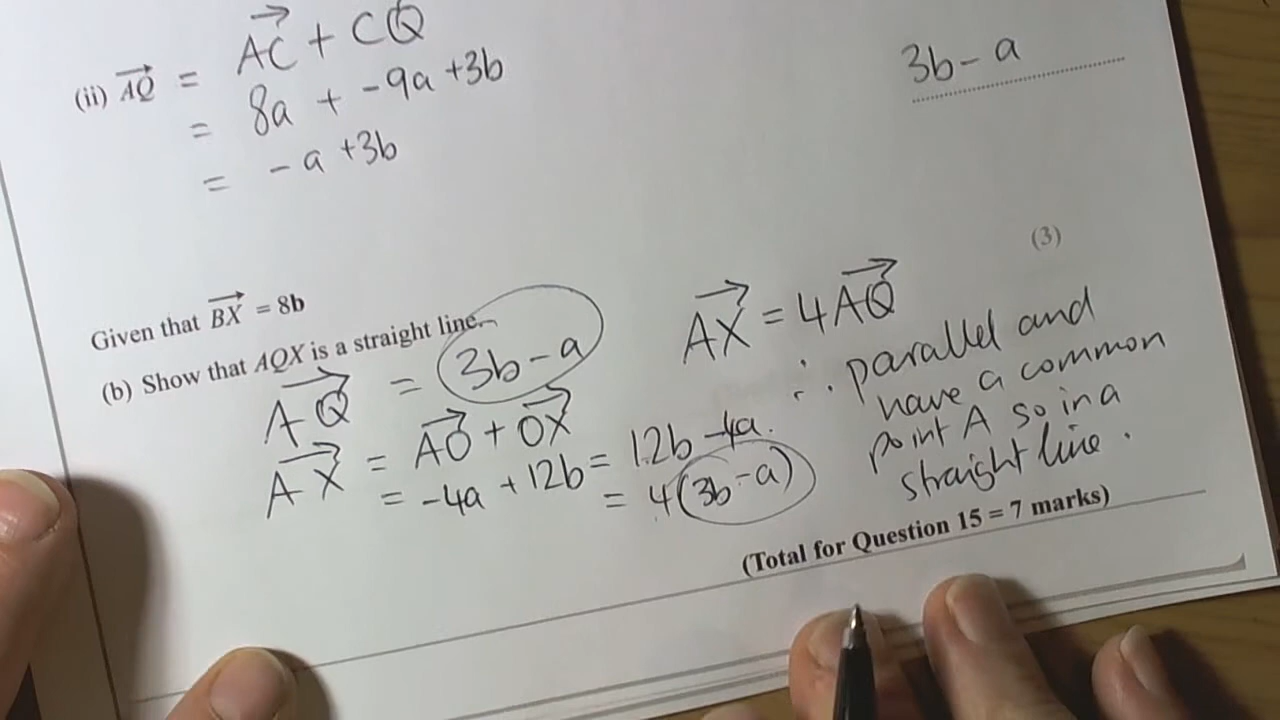 (ii) AQ = AC + CQ
= 8a + -9a +3b
= -a +3b
3b - a
(3)
Given that BX = 8b
(b) Show that AQX is a straight line.
AQ = 3b - a
AX = AO + OX
= -4a + 12b = 12b - 4a.
= 4(3b - a)
AX = 4AQ
∴ parallel and
have a common
point A so in a
straight line.
(Total for Question 15 = 7 marks)